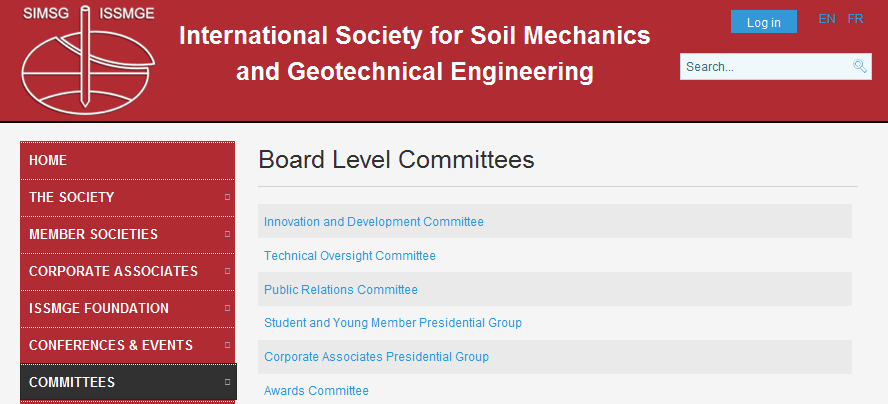 SIMSG ISSMGE
International Society for Soil Mechanics
and Geotechnical Engineering
Log in
EN FR
Search...
HOME
THE SOCIETY
MEMBER SOCIETIES
CORPORATE ASSOCIATES
ISSMGE FOUNDATION
CONFERENCES & EVENTS
COMMITTEES
Board Level Committees
Innovation and Development Committee
Technical Oversight Committee
Public Relations Committee
Student and Young Member Presidential Group
Corporate Associates Presidential Group
Awards Committee